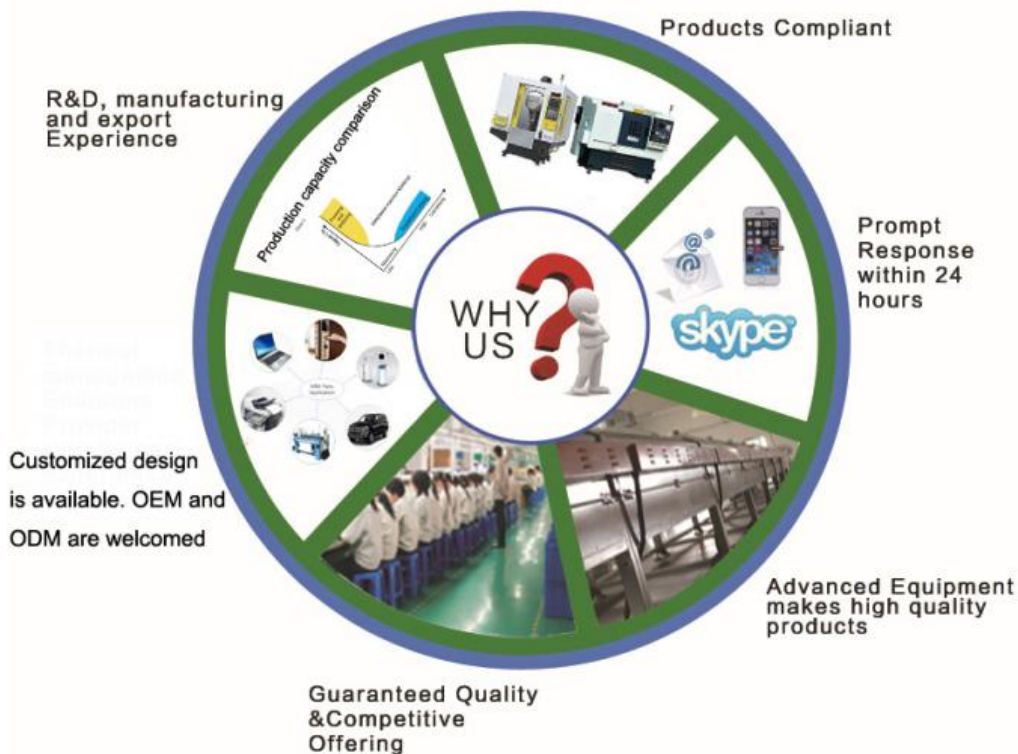 Products Compliant
R&D, manufacturing
and export
Experience
Production capacity comparison
Prompt
Response
within 24
hours
@
@
skype
WHY
US
?
Customized design
is available. OEM and
ODM are welcomed
Advanced Equipment
makes high quality
products
Guaranteed Quality
&Competitive
Offering